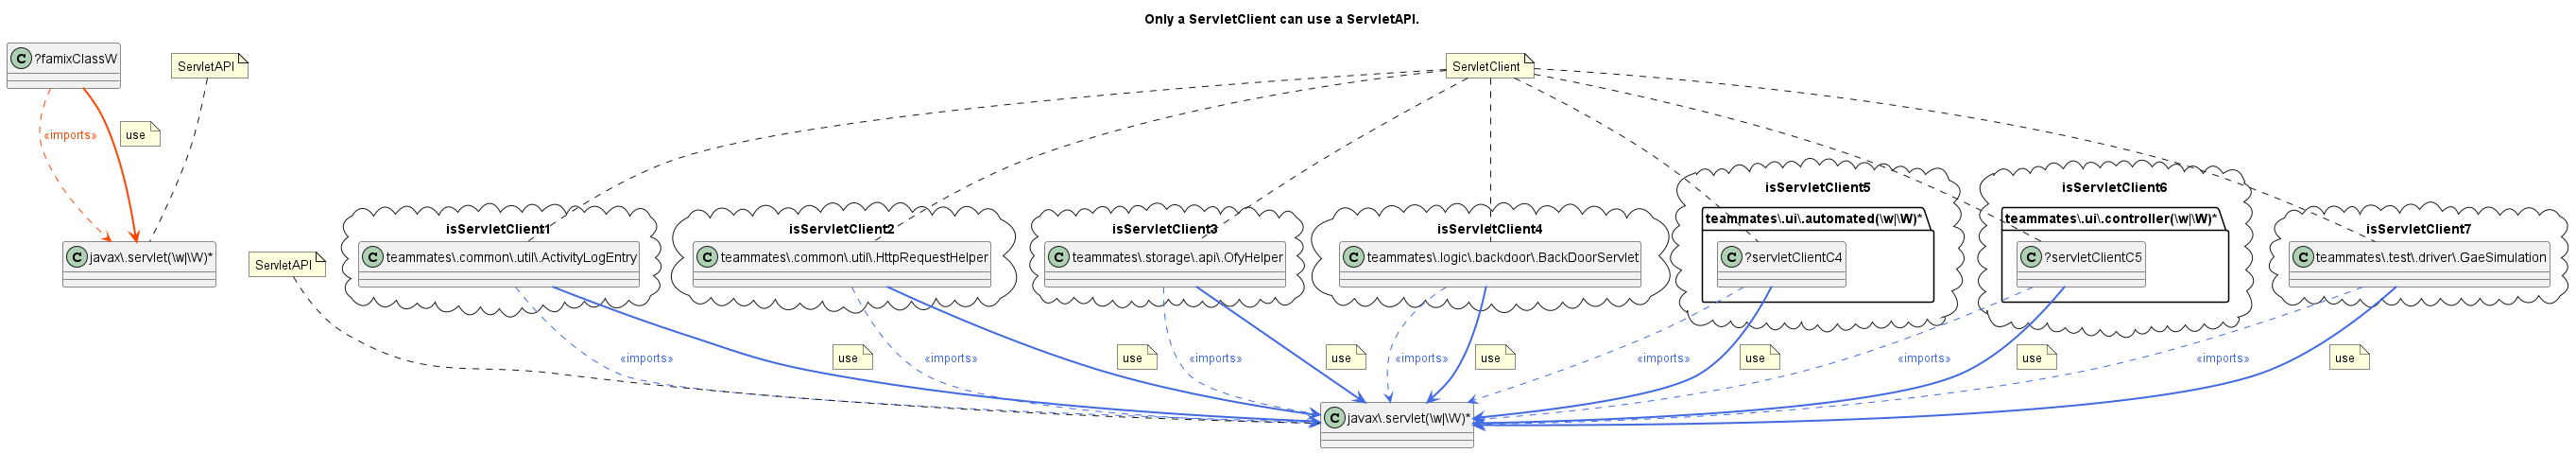 Only a ServletClient can use a ServletAPI.
C ?famixClassW
ServletAPI
ServletClient
«imports»
use
isServletClient5
isServletClient6
teammates\.ui\.automated(\w|\W)*
teammates\.ui\.controller(\w|\W)*
isServletClient1
isServletClient2
isServletClient3
isServletClient4
isServletClient7
C javax\.servlet(\w|\W)*
ServletAPI
C teammates\.common\.util\.ActivityLogEntry
C teammates\.common\.util\.HttpRequestHelper
C teammates\.storage\.api\.OfyHelper
C teammates\.logic\.backdoor\.BackDoorServlet
C ?servletClientC4
C ?servletClientC5
C teammates\.test\.driver\.GaeSimulation
«imports»
use
«imports»
use
«imports»
use
«imports»
use
«imports»
use
«imports»
use
«imports»
use
C javax\.servlet(\w|\W)*